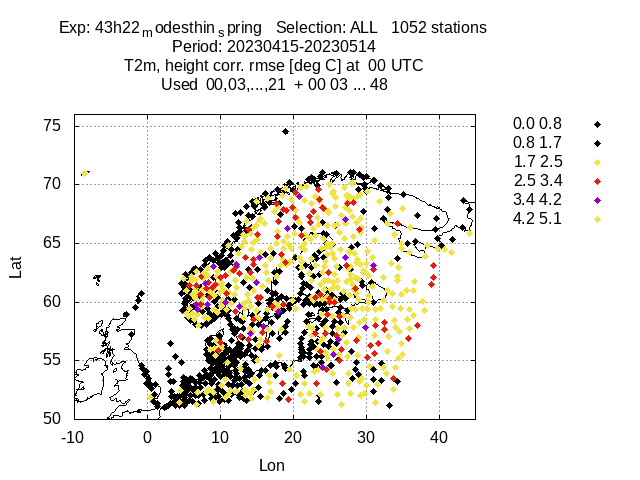 Exp: 43h22modesthinspring Selection: ALL 1052 stations
Period: 20230415-20230514
T2m, height corr. rmse [deg C] at 00 UTC
Used 00,03,...,21 + 00 03 ... 48
0.0 0.8
0.8 1.7
1.7 2.5
2.5 3.4
3.4 4.2
4.2 5.1
75
70
65
60
55
50
Lat
-10 0 10 20 30 40
Lon